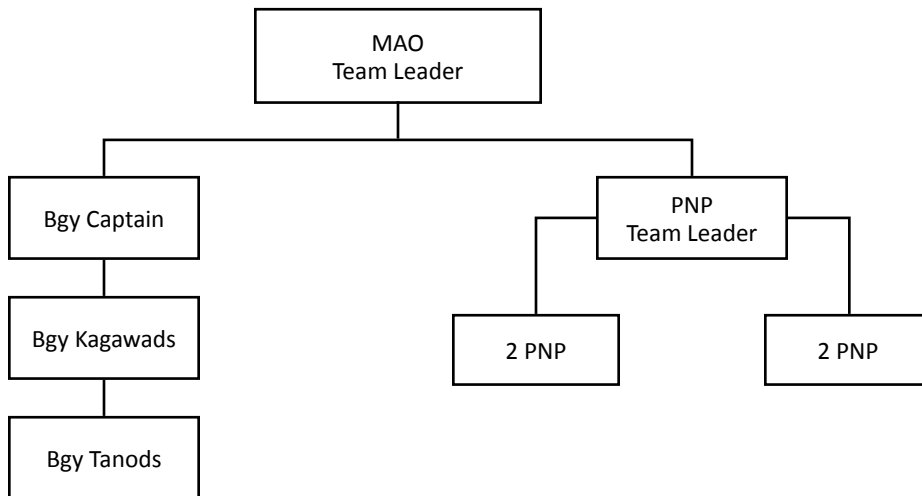 MAO
Team Leader
Bgy Captain
PNP
Team Leader
Bgy Kagawads
2 PNP
2 PNP
Bgy Tanods